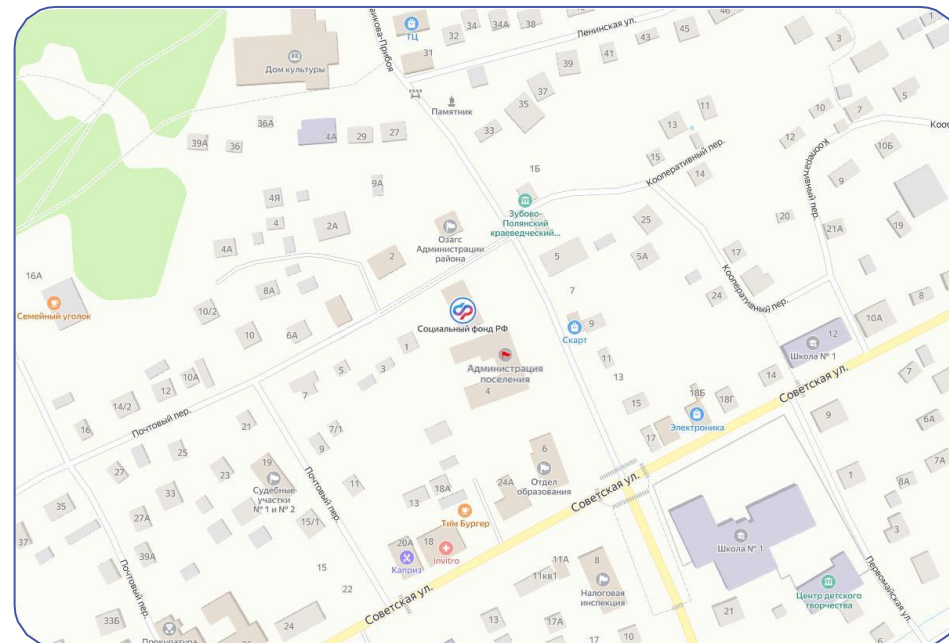 46
1
38
34А
34
ТЦ
32
31
Ленинская ул.
45
43
41
39
3
Дом культуры
37
35
Памятник
33
36А
39А
36
4А
29
27
13
11
10
7
5
12
10Б
15
14
Кооперативный пер.
1Б
9А
9
Кооперативный пер.
4Я
4
2А
Зубово-
Полянский
краеведческий...
25
20
21А
19
Озагс
Администрации
района
2
4А
5
5А
17
16А
8А
7
24
Кооперативный пер.
8
Семейный уголок
10/2
10
6А
Социальный фонд РФ
9
Скарт
10А
12
Школа № 1
1
3
5
Администрация
поселения
4
11
13
14
7
10А
12
7
14/2
16
Почтовый пер.
21
15
18Б
18Г
Электроника
Советская ул.
9
6А
7/1
9
17
25
27
23
19
Судебные
участки
№ 1 и № 2
11
6
Отдел
образования
1
7А
8А
33
35
27А
15/1
Почтовый пер.
18А
13
24А
Советская ул.
Тим Бургер
3
37
39А
20А
18
Каприз
Invitro
Школа № 1
Первомайская ул.
15
22
11А
11кв1
8
Налоговая
инспекция
Центр детского
творчества
Почтовый пер.
33Б
Прокуратура
24
Советская ул.
13
17А
17
10
21
6